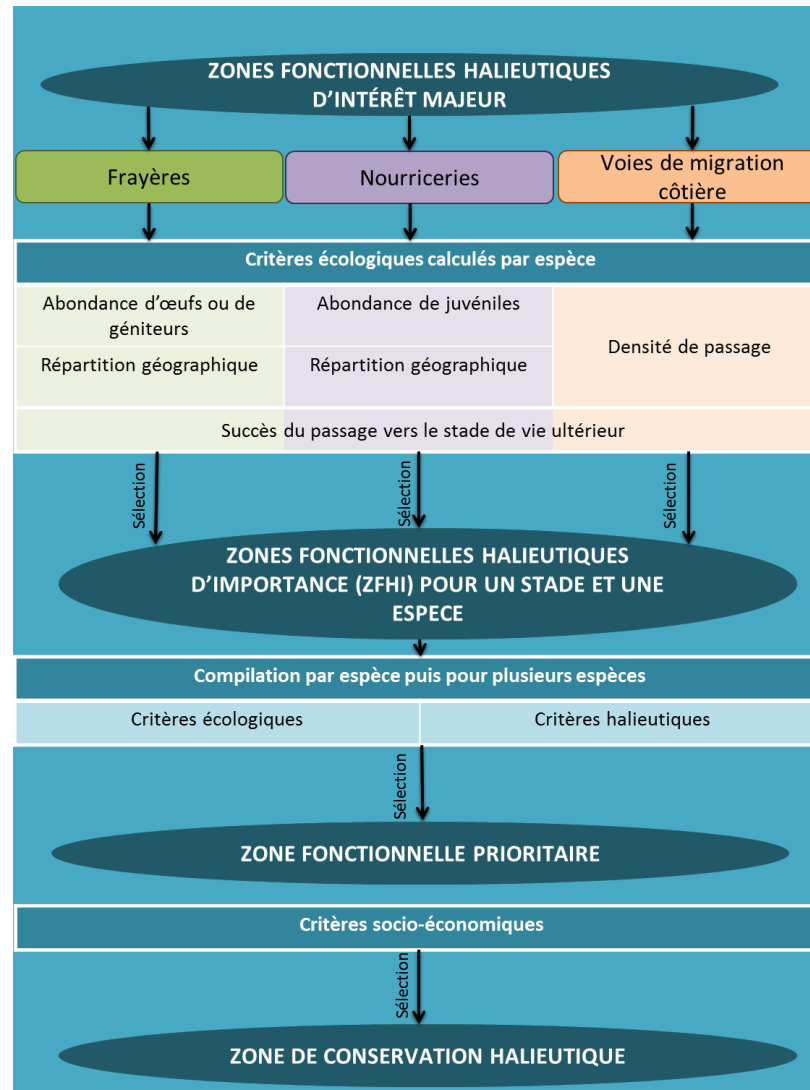 ZONES FONCTIONNELLES HALIEUTIQUES
D'INTÉRÊT MAJEUR
Frayères
Nourriceries
Voies de migration
côtière
Critères écologiques calculés par espèce
Abondance d'œufs ou de
géniteurs
Abondance de juvéniles
Densité de passage
Répartition géographique
Répartition géographique
Succès du passage vers le stade de vie ultérieur
Sélection
Sélection
Sélection
ZONES FONCTIONNELLES HALIEUTIQUES
D'IMPORTANCE (ZFHI) POUR UN STADE ET UNE
ESPECE
Compilation par espèce puis pour plusieurs espèces
Critères écologiques
Critères halieutiques
Sélection
ZONE FONCTIONNELLE PRIORITAIRE
Critères socio-économiques
Sélection
ZONE DE CONSERVATION HALIEUTIQUE